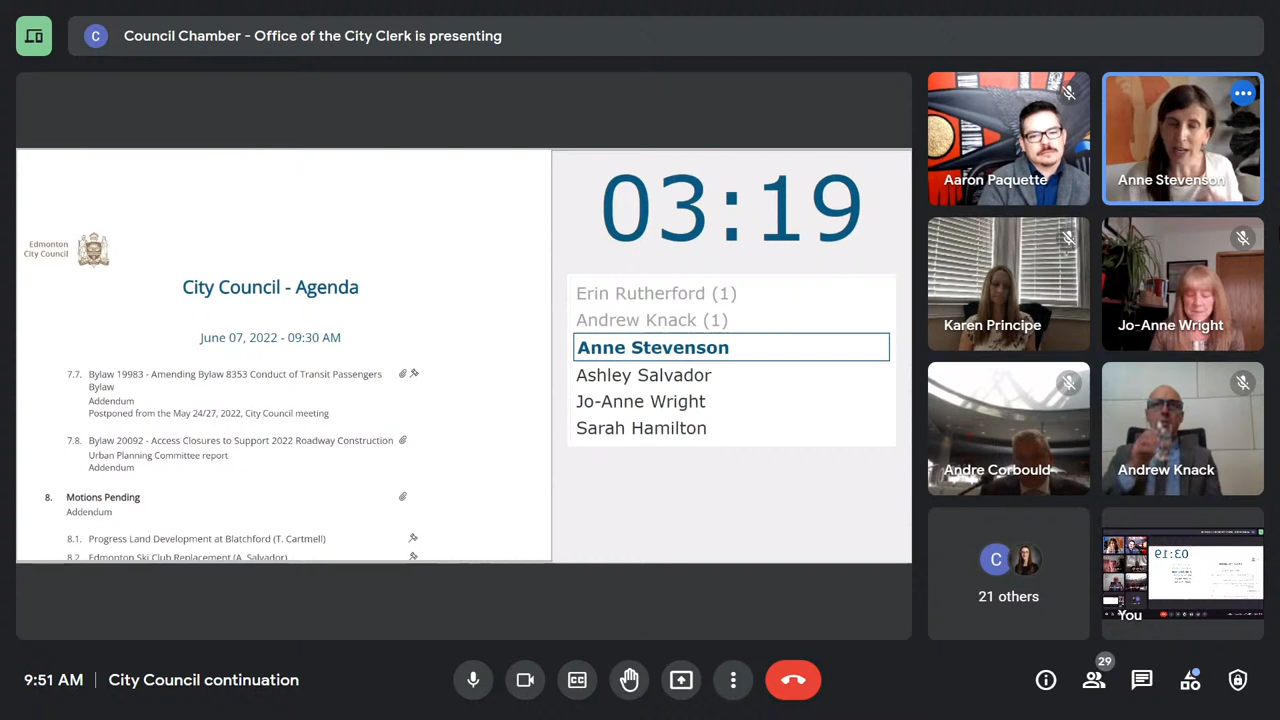 C Council Chamber - Office of the City Clerk is presenting
Edmonton
City Council
City Council - Agenda
June 07, 2022 - 09:30 AM
7.7. Bylaw 19983 - Amending Bylaw 8353 Conduct of Transit Passengers
Bylaw
Addendum
Postponed from the May 24/27, 2022, City Council meeting
7.8. Bylaw 20092 - Access Closures to Support 2022 Roadway Construction
Urban Planning Committee report
Addendum
8. Motions Pending
Addendum
8.1. Progress Land Development at Blatchford (T. Cartmell)
8.2. Edmonton Ski Club Replacement (A. Salvador)
03:19
Erin Rutherford (1)
Andrew Knack (1)
Anne Stevenson
Ashley Salvador
Jo-Anne Wright
Sarah Hamilton
Aaron Paquette
Anne Stevenson
Karen Principe
Jo-Anne Wright
Andre Corbould
Andrew Knack
C
21 others
03:19
You
9:51 AM | City Council continuation
CC
29